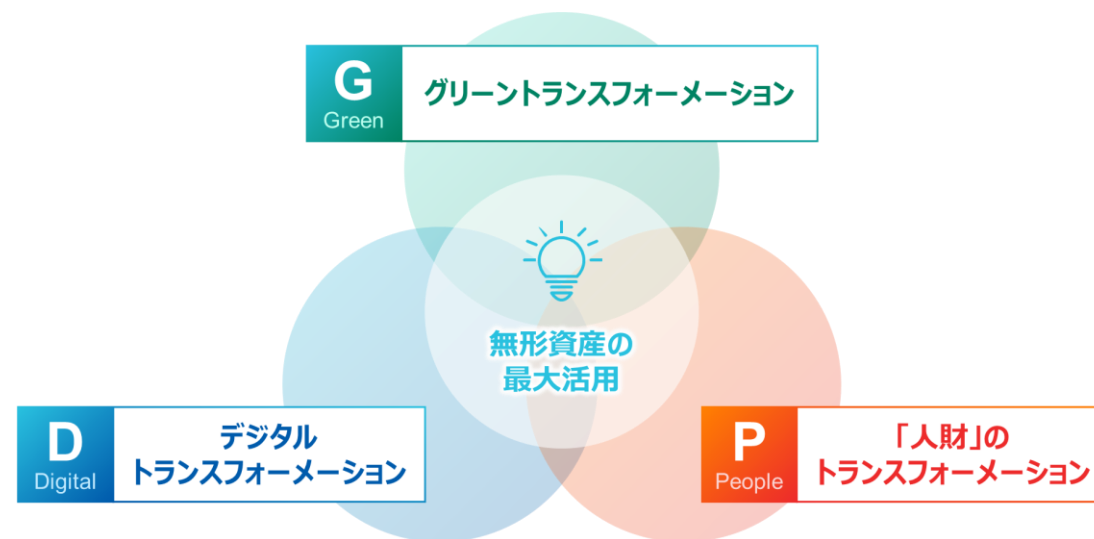 G
Green
グリーントランスフォーメーション
無形資産の
最大活用
D
Digital
デジタル
トランスフォーメーション
P
People
「人財」の
トランスフォーメーション